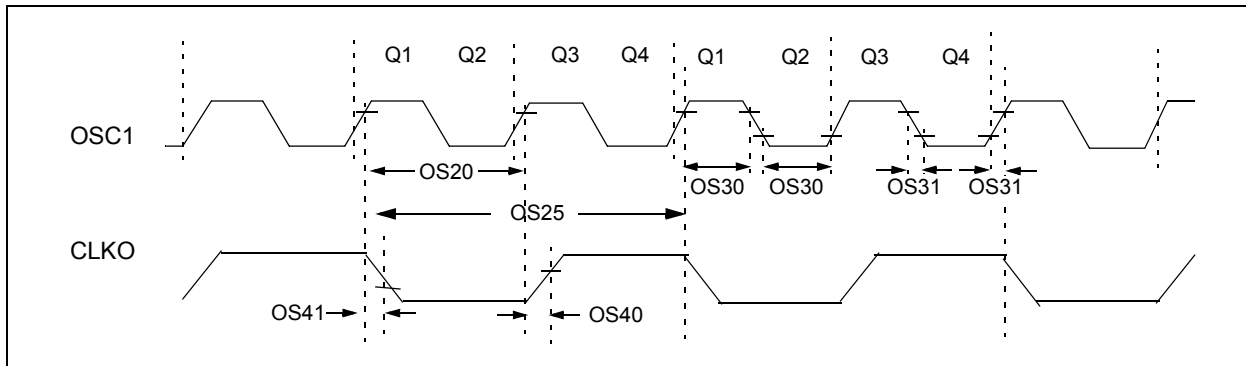 Q1 Q2 Q3 Q4 Q1 Q2 Q3 Q4
OSC1
OS20 OS30 OS30 OS31 OS31
OS25
CLKO
OS41 OS40